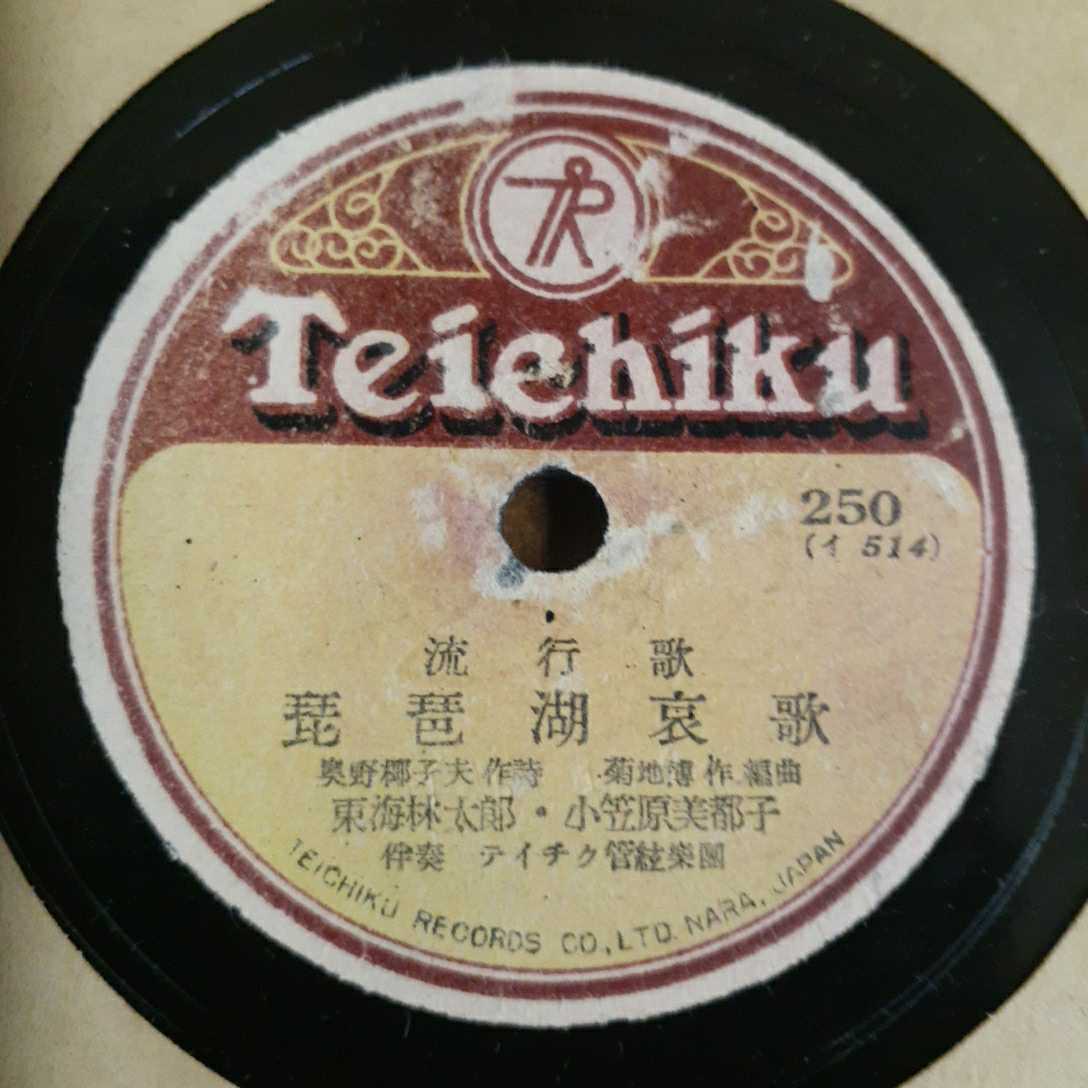 Teichiku
250
(イ 514)
流行歌
琵琶湖哀歌
奥野椰子夫作詩 菊地博作編曲
東海林太郎・小笠原美都子
伴奏 テイチク管絃樂團
TEICHIKU RECORDS CO., LTD. NARA, JAPAN